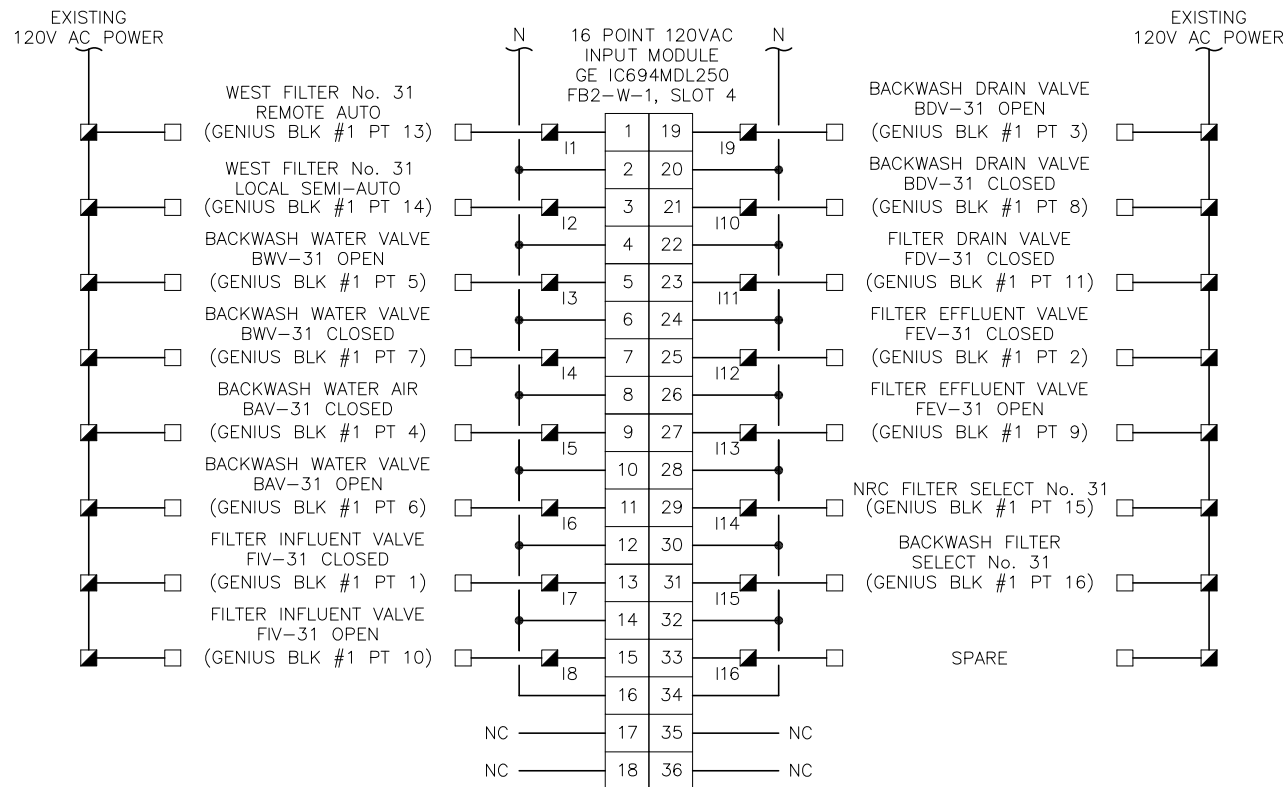 EXISTING
120V AC POWER
N
16 POINT 120VAC
INPUT MODULE
GE IC694MDL250
FB2-W-1, SLOT 4
N
EXISTING
120V AC POWER
WEST FILTER No. 31
REMOTE AUTO
(GENIUS BLK #1 PT 13)
I1
1 19
I9
BACKWASH DRAIN VALVE
BDV-31 OPEN
(GENIUS BLK #1 PT 3)
2 20
WEST FILTER No. 31
LOCAL SEMI-AUTO
(GENIUS BLK #1 PT 14)
I2
3 21
I10
BACKWASH DRAIN VALVE
BDV-31 CLOSED
(GENIUS BLK #1 PT 8)
4 22
BACKWASH WATER VALVE
BWV-31 OPEN
(GENIUS BLK #1 PT 5)
I3
5 23
I11
FILTER DRAIN VALVE
FDV-31 CLOSED
(GENIUS BLK #1 PT 11)
6 24
BACKWASH WATER VALVE
BWV-31 CLOSED
(GENIUS BLK #1 PT 7)
I4
7 25
I12
FILTER EFFLUENT VALVE
FEV-31 CLOSED
(GENIUS BLK #1 PT 2)
8 26
BACKWASH WATER AIR
BAV-31 CLOSED
(GENIUS BLK #1 PT 4)
I5
9 27
I13
FILTER EFFLUENT VALVE
FEV-31 OPEN
(GENIUS BLK #1 PT 9)
10 28
BACKWASH WATER VALVE
BAV-31 OPEN
(GENIUS BLK #1 PT 6)
I6
11 29
I14
NRC FILTER SELECT No. 31
(GENIUS BLK #1 PT 15)
12 30
FILTER INFLUENT VALVE
FIV-31 CLOSED
(GENIUS BLK #1 PT 1)
I7
13 31
I15
BACKWASH FILTER
SELECT No. 31
(GENIUS BLK #1 PT 16)
14 32
FILTER INFLUENT VALVE
FIV-31 OPEN
(GENIUS BLK #1 PT 10)
I8
15 33
I16
SPARE
16 34
NC 17 35 NC
NC 18 36 NC